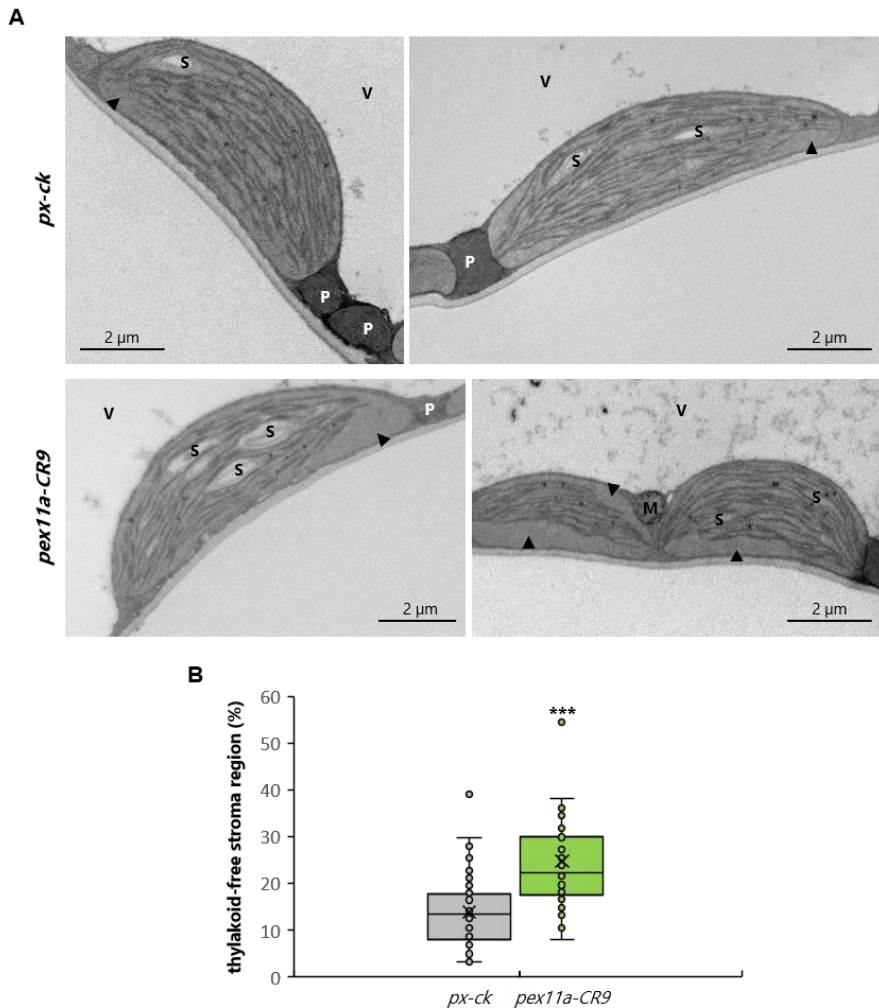 A
px-ck
S
V
P
P
2 µm
V
S
S
P
2 µm
pex11a-CR9
V
S
S
S
P
2 µm
V
M
S
S
2 µm
B
thylakoid-free stroma region (%)
60
50
40
30
20
10
0
***
px-ck pex11a-CR9